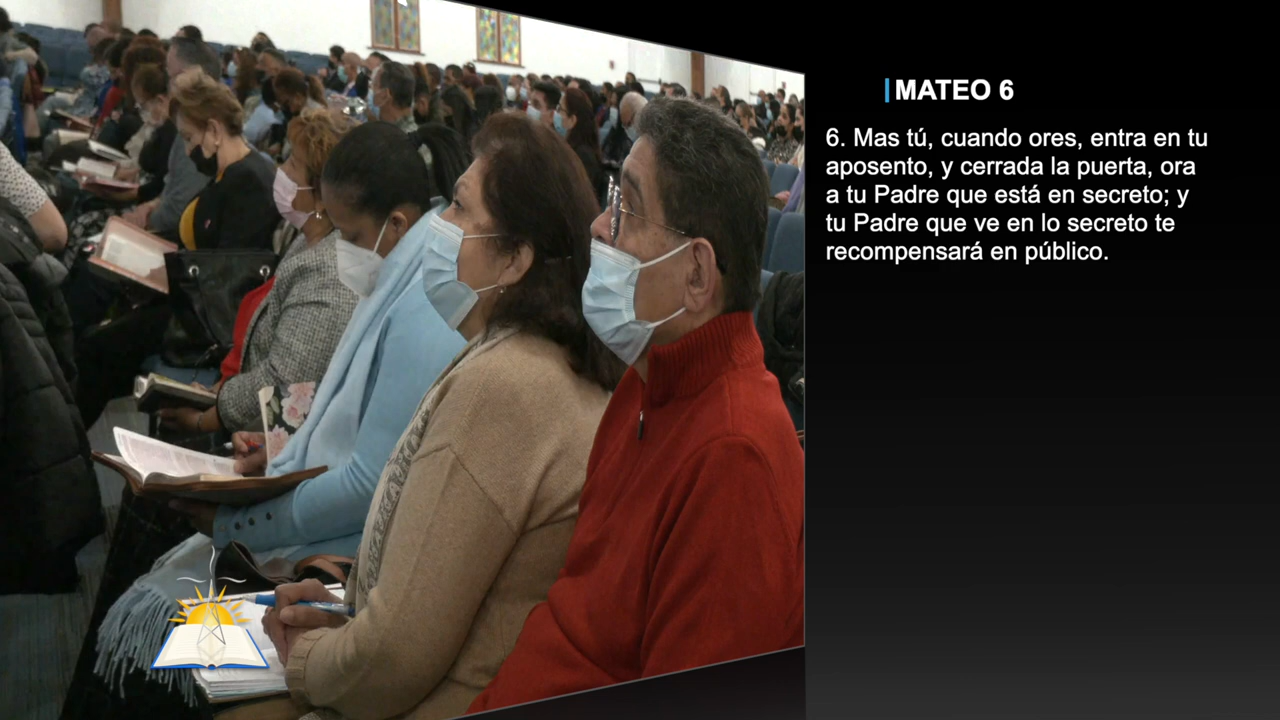 MATEO 6
6. Mas tú, cuando ores, entra en tu
aposento, y cerrada la puerta, ora
a tu Padre que está en secreto; y
tu Padre que ve en lo secreto te
recompensará en público.